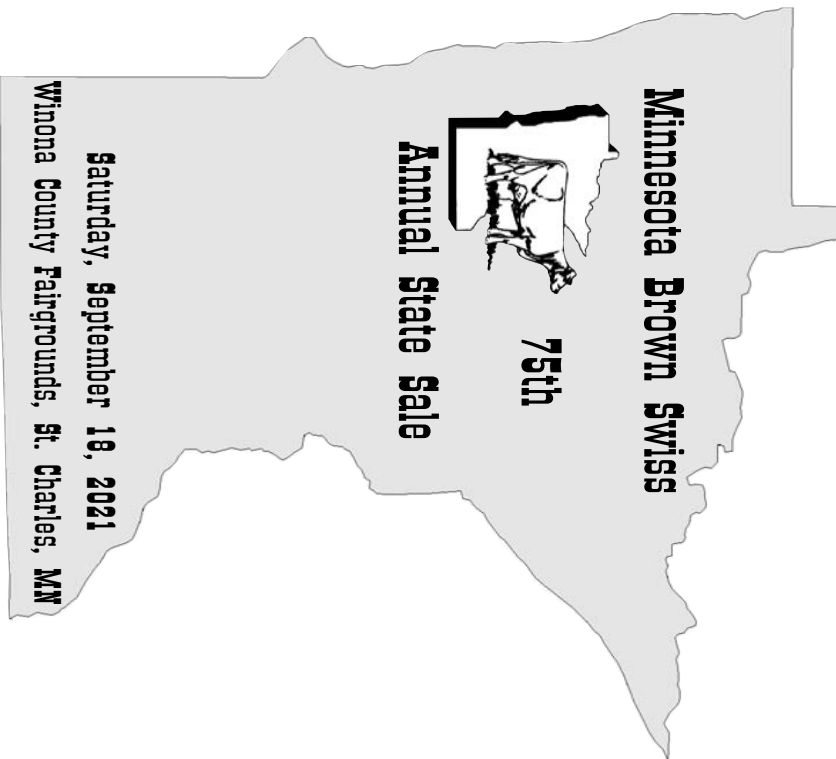 Minnesota Brown Swiss
75th
Annual State Sale
Saturday, September 18, 2021
Winona County Fairgrounds, St. Charles, MN